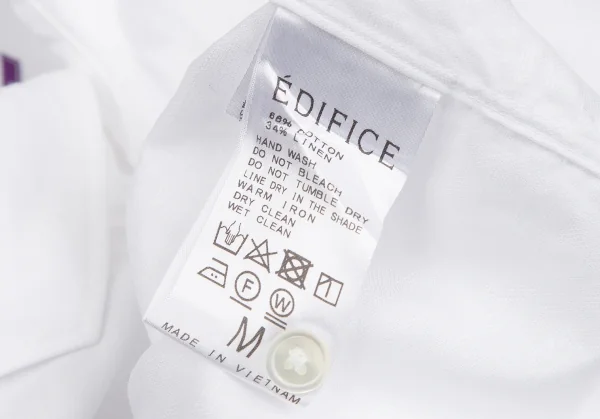 ÉDIFICE
66% COTTON
34% LINEN
HAND WASH
DO NOT BLEACH
DO NOT TUMBLE DRY
LINE DRY IN THE SHADE
WARM IRON
DRY CLEAN
WET CLEAN
F
W
M
MADE IN VIETNAM